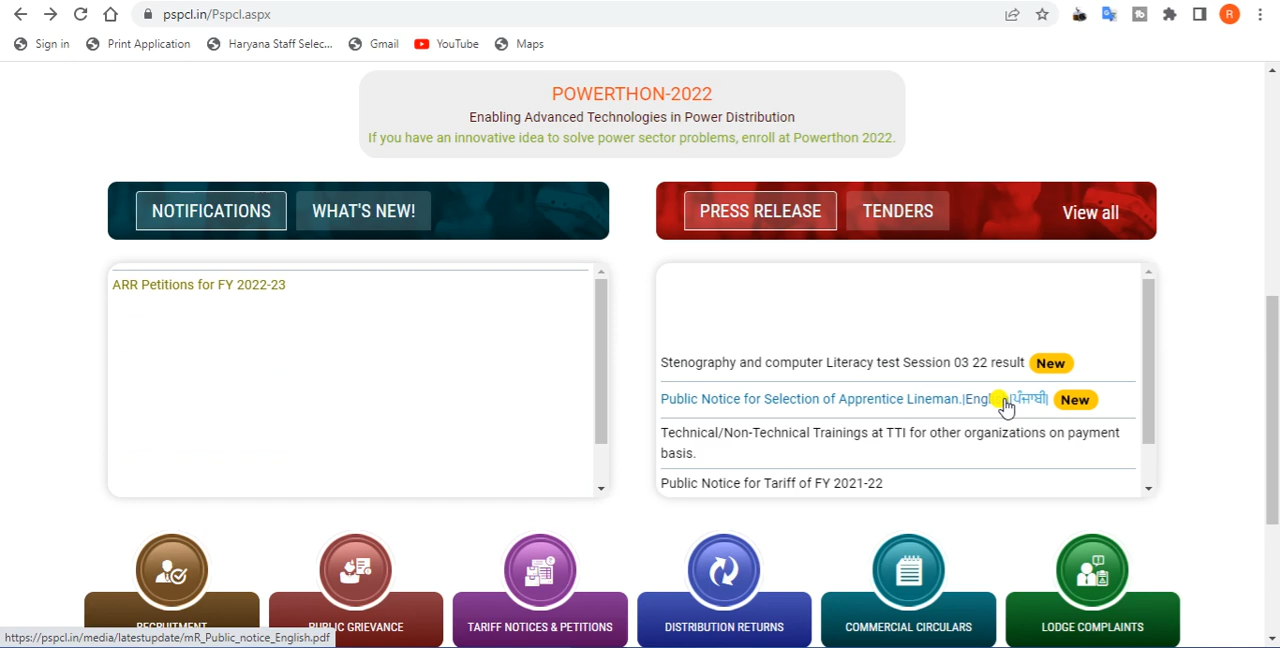 pspcl.in/Pspcl.aspx
R
Sign in
Print Application
Haryana Staff Selec...
Gmail
YouTube
Maps
POWERTHON-2022
Enabling Advanced Technologies in Power Distribution
If you have an innovative idea to solve power sector problems, enroll at Powerthon 2022.
NOTIFICATIONS
WHAT'S NEW!
PRESS RELEASE
TENDERS
View all
ARR Petitions for FY 2022-23
Stenography and computer Literacy test Session 03 22 result New
Public Notice for Selection of Apprentice Lineman.|English|ਪੰਜਾਬੀ| New
Technical/Non-Technical Trainings at TTI for other organizations on payment
basis.
Public Notice for Tariff of FY 2021-22
RECRUITMENT
PUBLIC GRIEVANCE
TARIFF NOTICES & PETITIONS
DISTRIBUTION RETURNS
COMMERCIAL CIRCULARS
LODGE COMPLAINTS
https://pspcl.in/media/latestupdate/mR_Public_notice_English.pdf